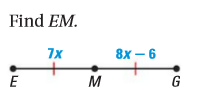 Find EM.
7x 8x – 6
E M G